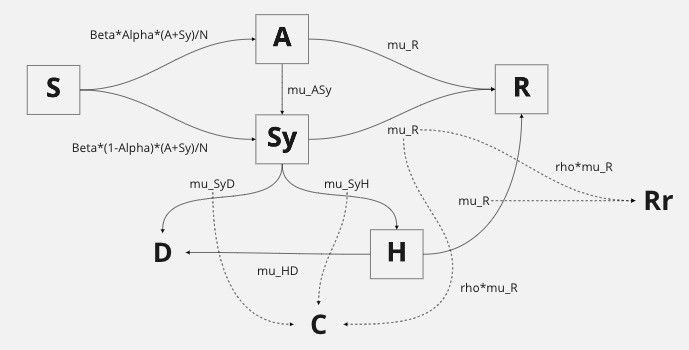 Beta*Alpha*(A+Sy)/N
A
mu_R
S
mu_ASy
R
Sy
mu_R
Beta*(1-Alpha)*(A+Sy)/N
rho*mu_R
mu_SyD
mu_SyH
mu_R
Rr
D
H
mu_HD
rho*mu_R
C